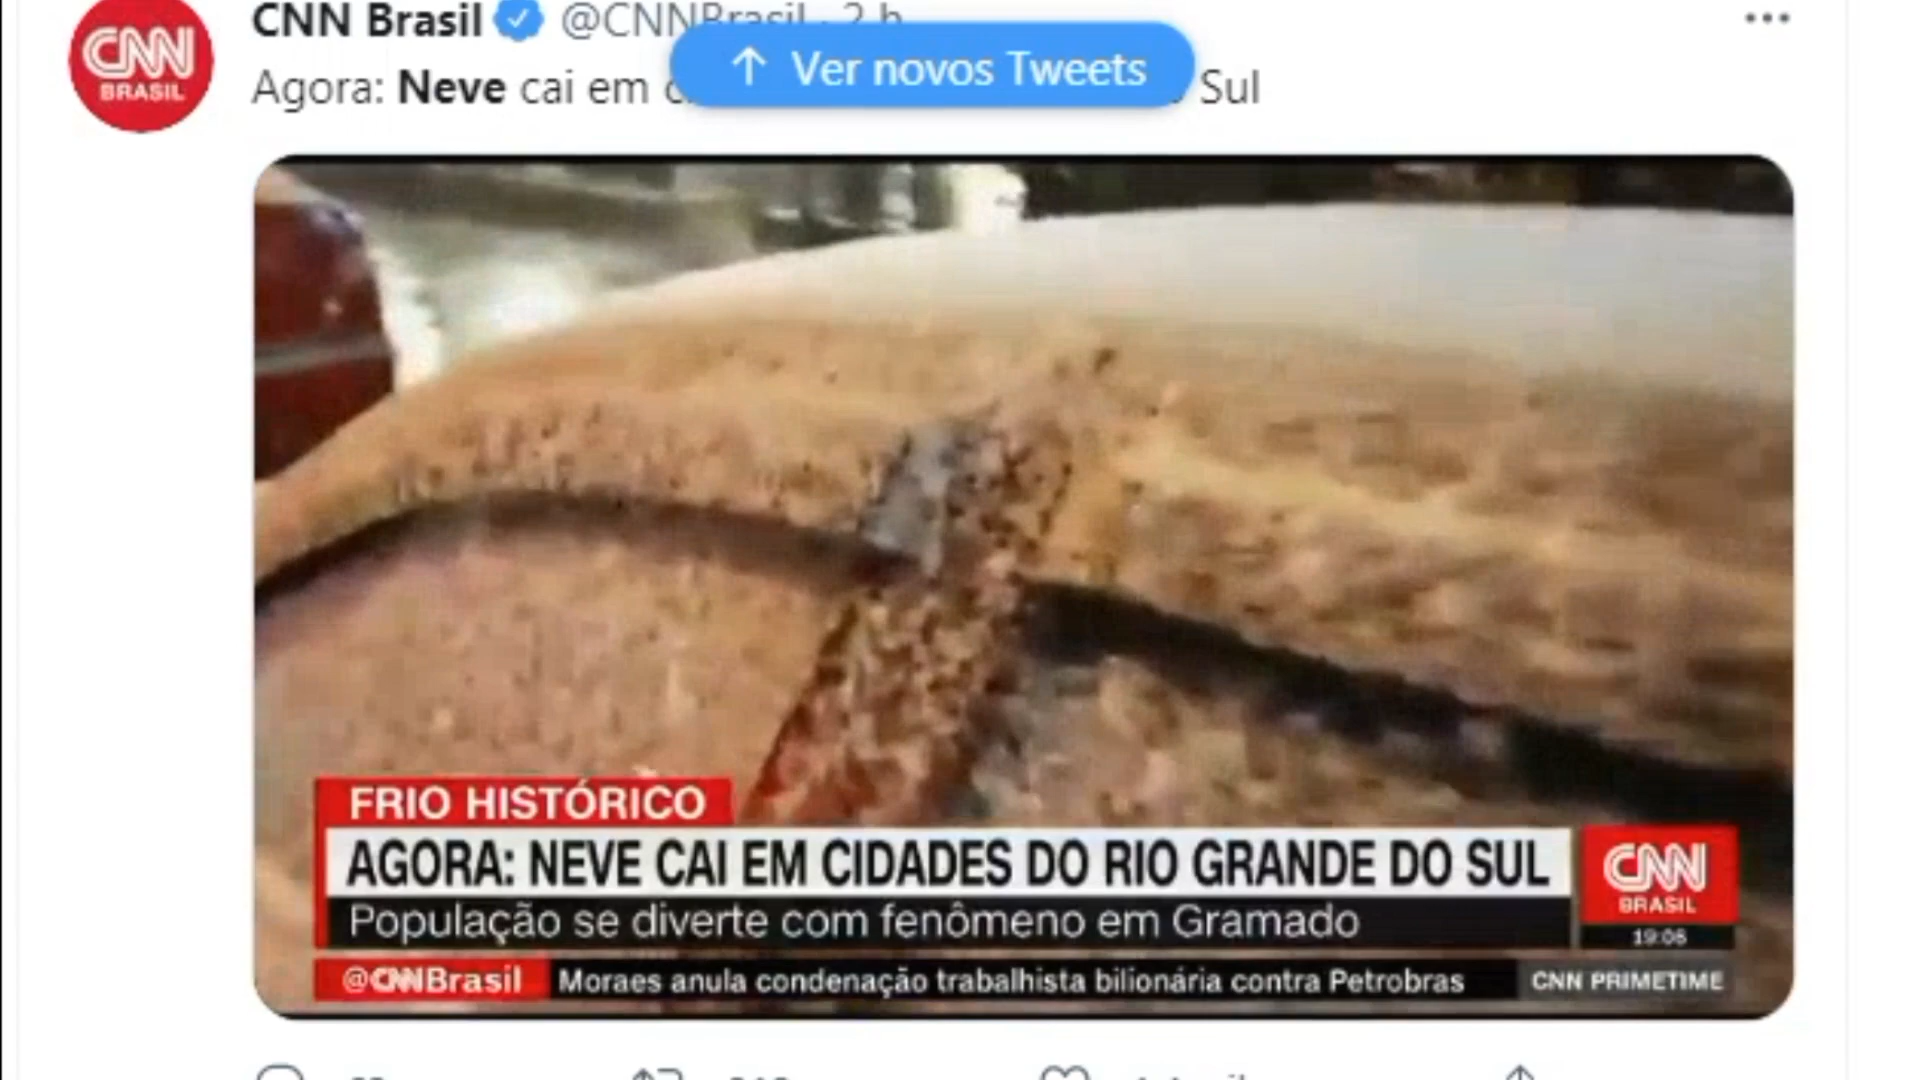 CNN Brasil @CNNBrasil · 2 h
CNN
BRASIL
↑ Ver novos Tweets
Agora: Neve cai em Sul
FRIO HISTÓRICO
AGORA: NEVE CAI EM CIDADES DO RIO GRANDE DO SUL
População se diverte com fenômeno em Gramado
CNN
BRASIL
19:06
@CNNBrasil Moraes anula condenação trabalhista bilionária contra Petrobras CNN PRIMETIME